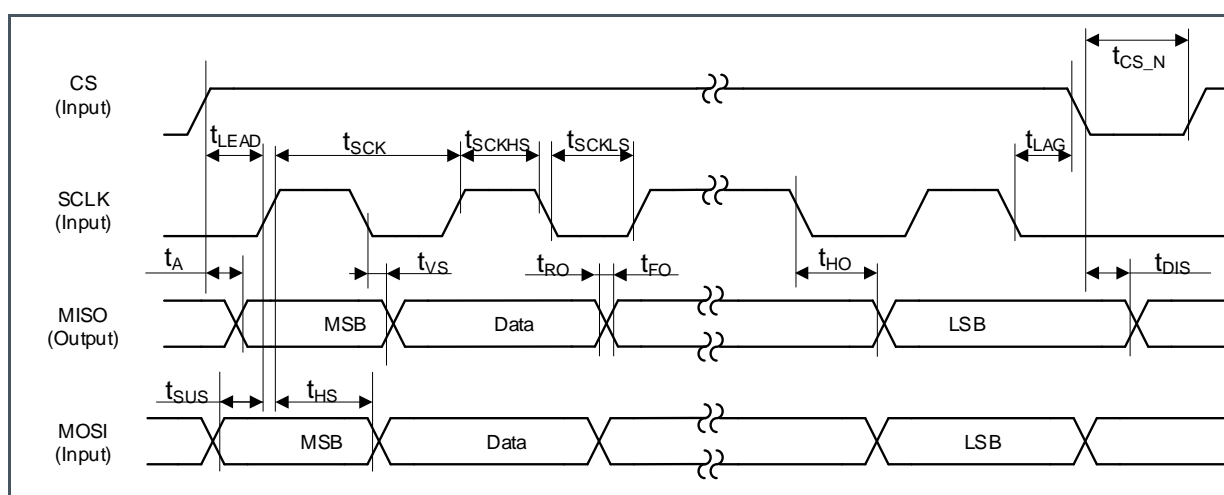 CS
(Input)
tCS_N
tLEAD
tSCK
tSCKHS
tSCKLS
tLAG
SCLK
(Input)
tA
tVS
tRO
tFO
tHO
tDIS
MISO
(Output)
MSB
Data
LSB
tSUS
tHS
MOSI
(Input)
MSB
Data
LSB